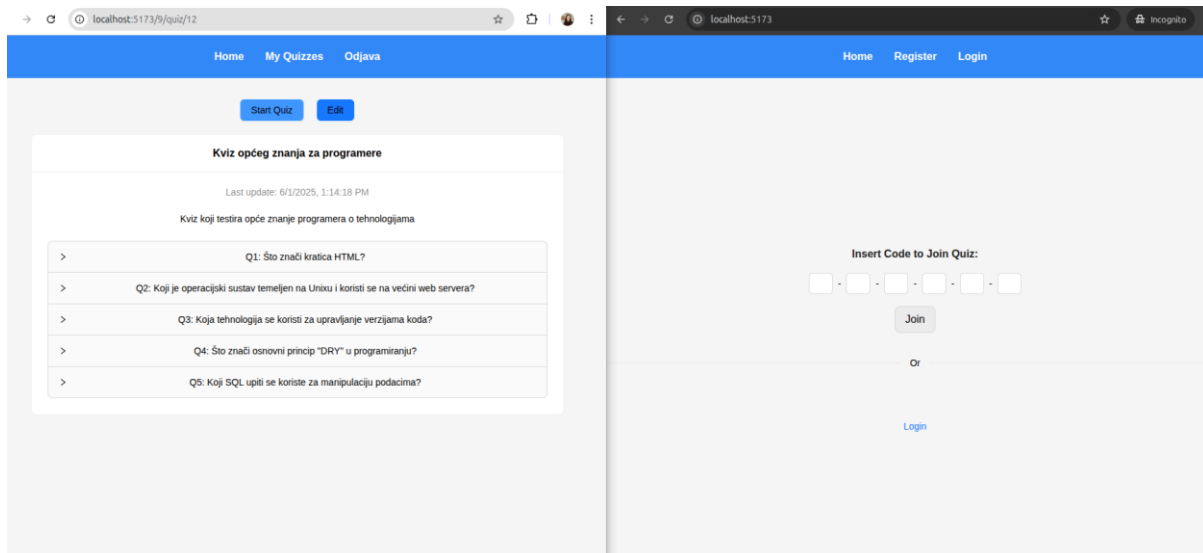 localhost:5173/9/quiz/12
Home My Quizzes Odjava
Start Quiz Edit
Kviz općeg znanja za programere
Last update: 6/1/2025, 1:14:18 PM
Kviz koji testira opće znanje programera o tehnologijama
Q1: Što znači kratica HTML?
Q2: Koji je operacijski sustav temeljen na Unixu i koristi se na većini web servera?
Q3: Koja tehnologija se koristi za upravljanje verzijama koda?
Q4: Što znači osnovni princip "DRY" u programiranju?
Q5: Koji SQL upiti se koriste za manipulaciju podacima?
localhost:5173 Incognito
Home Register Login
Insert Code to Join Quiz:
- - - - -
Join
Or
Login